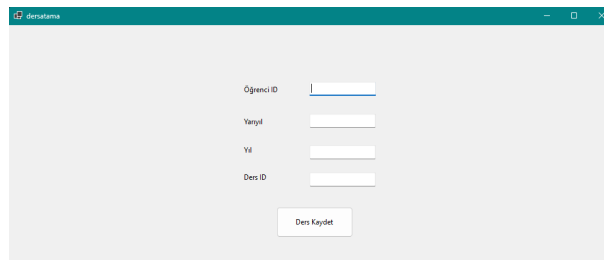 dersatama
Öğrenci ID
Yarıyıl
Yıl
Ders ID
Ders Kaydet